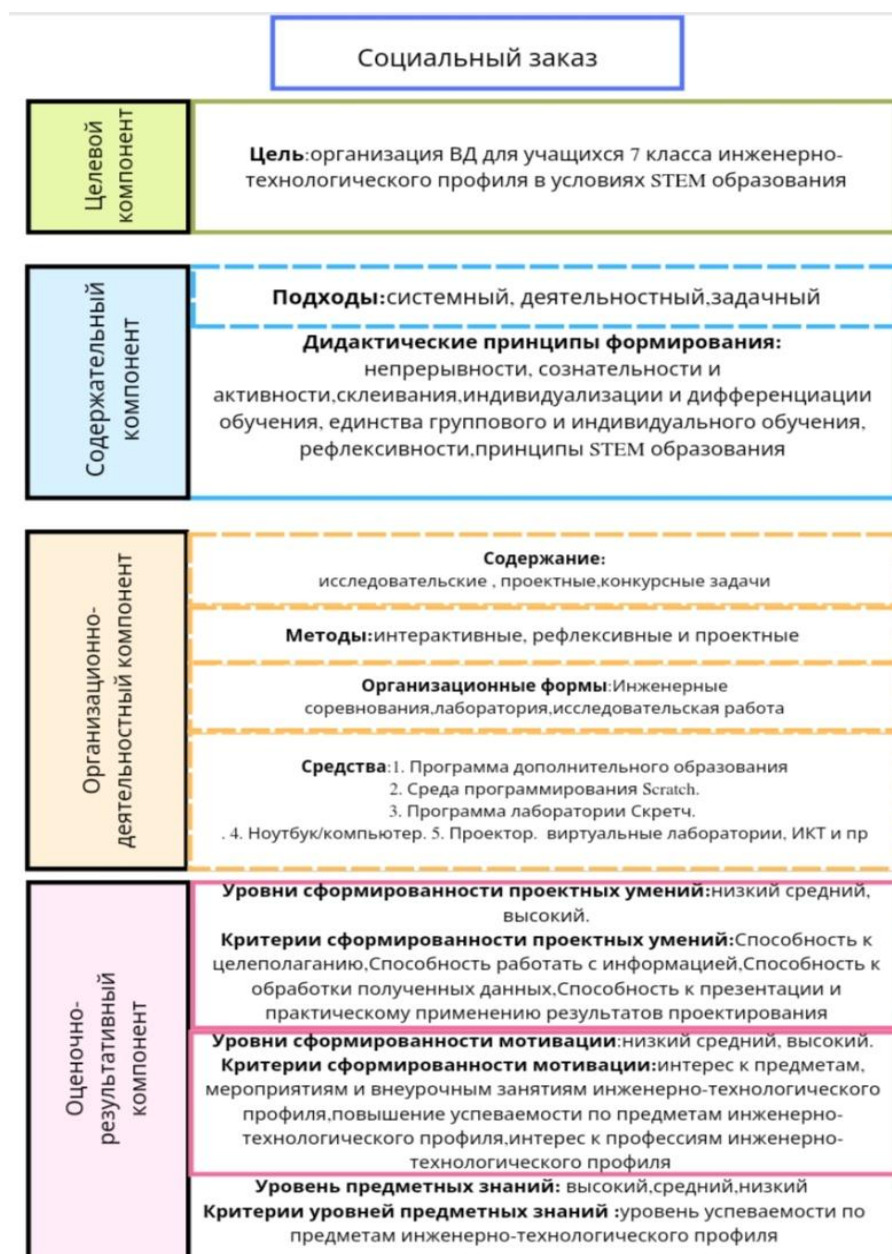 Социальный заказ
Целевой
компонент
Цель:организация ВД для учащихся 7 класса инженерно-
технологического профиля в условиях STEM образования
Содержательный
компонент
Подходы:системный, деятельностный,задачный
Дидактические принципы формирования:
непрерывности, сознательности и
активности,склеивания,индивидуализации и дифференциации
обучения, единства группового и индивидуального обучения,
рефлексивности,принципы STEM образования
Организационно-
деятельностный компонент
Содержание:
исследовательские , проектные,конкурсные задачи
Методы:интерактивные, рефлексивные и проектные
Организационные формы:Инженерные
соревнования,лаборатория,исследовательская работа
Средства:1. Программа дополнительного образования
2. Среда программирования Scratch.
3. Программа лаборатории Скретч.
. 4. Ноутбук/компьютер. 5. Проектор. виртуальные лаборатории, ИКТ и пр
Оценочно-
результативный
компонент
Уровни сформированности проектных умений:низкий средний,
высокий.
Критерии сформированности проектных умений:Способность к
целеполаганию,Способность работать с информацией,Способность к
обработки полученных данных,Способность к презентации и
практическому применению результатов проектирования
Уровни сформированности мотивации:низкий средний, высокий.
Критерии сформированности мотивации:интерес к предметам,
мероприятиям и внеурочным занятиям инженерно-технологического
профиля,повышение успеваемости по предметам инженерно-
технологического профиля,интерес к профессиям инженерно-
технологического профиля
Уровень предметных знаний: высокий,средний,низкий
Критерии уровней предметных знаний :уровень успеваемости по
предметам инженерно-технологического профиля